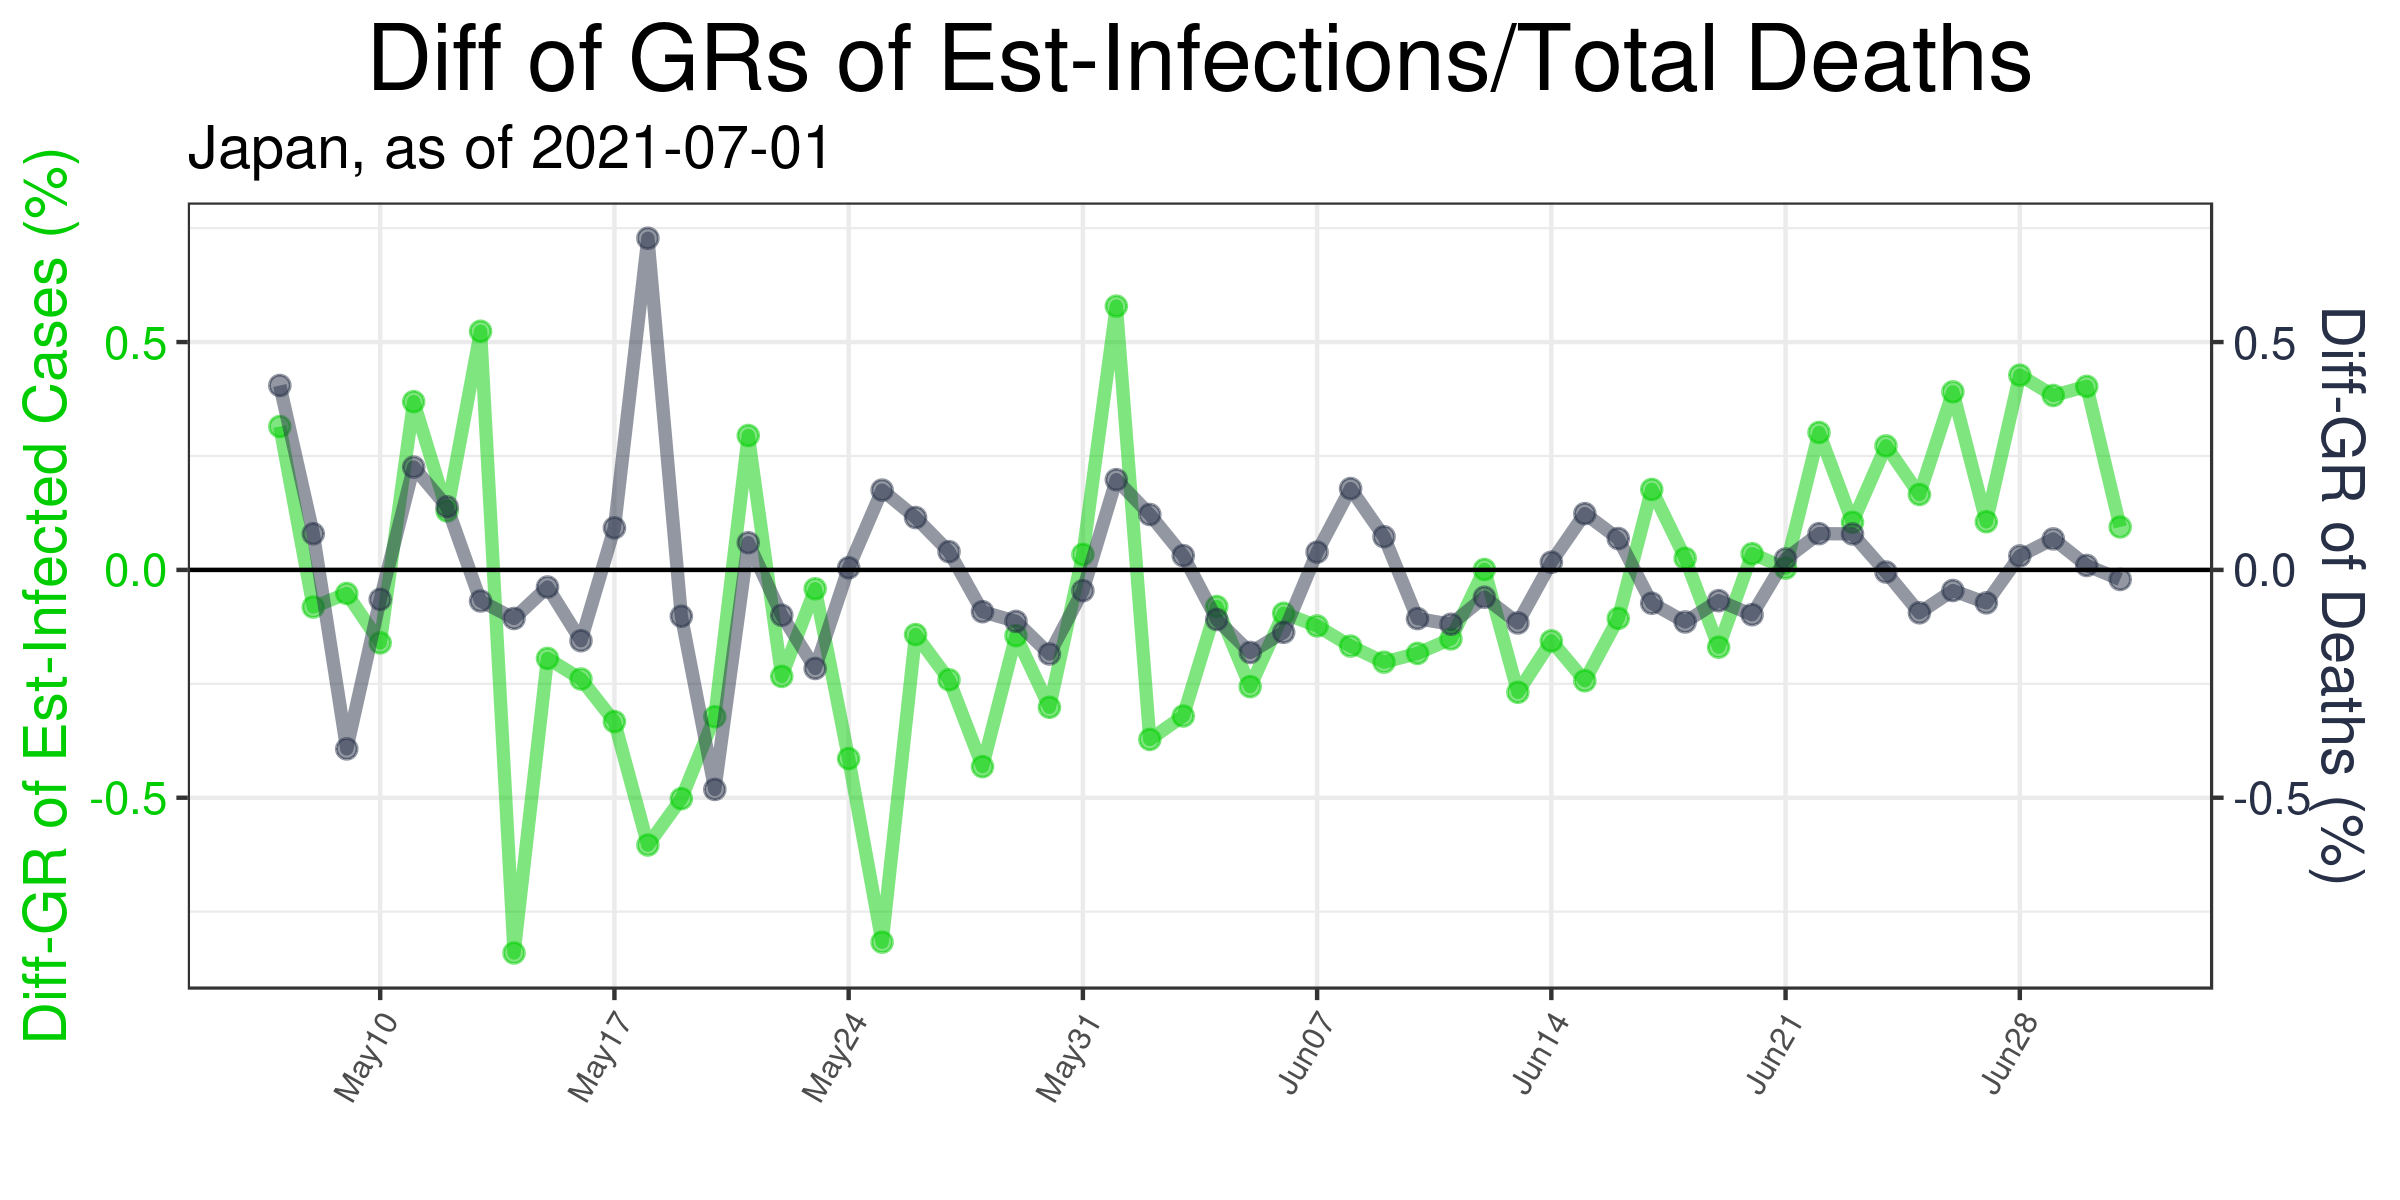 Diff of GRs of Est-Infections/Total Deaths
Japan, as of 2021-07-01
Diff-GR of Est-Infected Cases (%)
0.5
0.0
-0.5
0.5
0.0
-0.5
Diff-GR of Deaths (%)
May10
May17
May24
May31
Jun07
Jun14
Jun21
Jun28